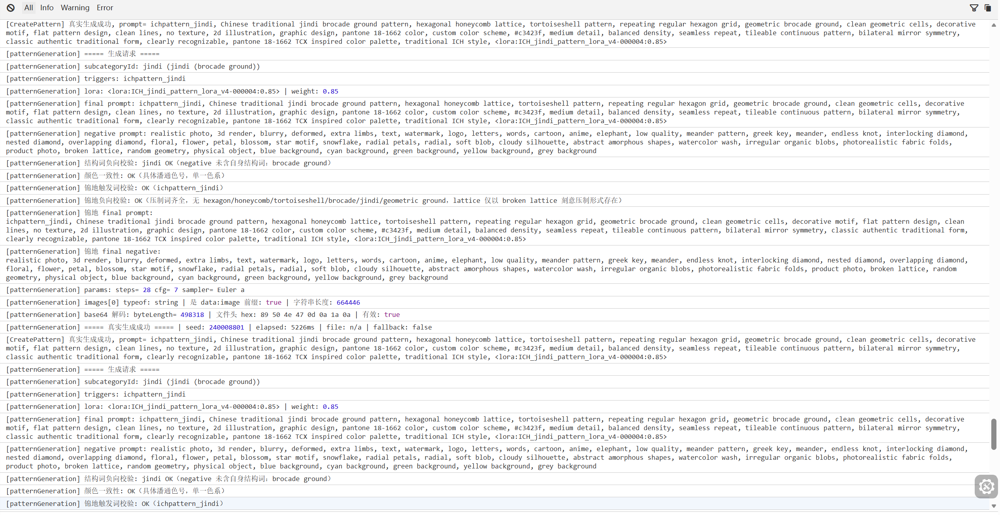 All Info Warning Error
[CreatePattern] 真实生成成功, prompt= ichpattern_jindi, Chinese traditional jindi brocade ground pattern, hexagonal honeycomb lattice, tortoiseshell pattern, repeating regular hexagon grid, geometric brocade ground, clean geometric cells, decorative
motif, flat pattern design, clean lines, no texture, 2d illustration, graphic design, pantone 18-1662 color, custom color scheme, #c3423f, medium detail, balanced density, seamless repeat, tileable continuous pattern, bilateral mirror symmetry,
classic authentic traditional form, clearly recognizable, pantone 18-1662 TCX inspired color palette, traditional ICH style, <lora:ICH_jindi_pattern_lora_v4-000004:0.85>
[patternGeneration] ===== 生成请求 =====
[patternGeneration] subcategoryId: jindi (jindi (brocade ground))
[patternGeneration] triggers: ichpattern_jindi
[patternGeneration] lora: <lora:ICH_jindi_pattern_lora_v4-000004:0.85> | weight: 0.85
[patternGeneration] final prompt: ichpattern_jindi, Chinese traditional jindi brocade ground pattern, hexagonal honeycomb lattice, tortoiseshell pattern, repeating regular hexagon grid, geometric brocade ground, clean geometric cells, decorative
motif, flat pattern design, clean lines, no texture, 2d illustration, graphic design, pantone 18-1662 color, custom color scheme, #c3423f, medium detail, balanced density, seamless repeat, tileable continuous pattern, bilateral mirror symmetry,
classic authentic traditional form, clearly recognizable, pantone 18-1662 TCX inspired color palette, traditional ICH style, <lora:ICH_jindi_pattern_lora_v4-000004:0.85>
[patternGeneration] negative prompt: realistic photo, 3d render, blurry, deformed, extra limbs, text, watermark, logo, letters, words, cartoon, anime, elephant, low quality, meander pattern, greek key, meander, endless knot, interlocking diamond,
nested diamond, overlapping diamond, floral, flower, petal, blossom, star motif, snowflake, radial petals, radial, soft blob, cloudy silhouette, abstract amorphous shapes, watercolor wash, irregular organic blobs, photorealistic fabric folds,
product photo, broken lattice, random geometry, physical object, blue background, cyan background, green background, yellow background, grey background
[patternGeneration] 结构词负向校验: jindi OK（negative 未含自身结构词: brocade ground）
[patternGeneration] 颜色一致性: OK（具体潘通色号，单一色系）
[patternGeneration] 锦地触发词校验: OK（ichpattern_jindi）
[patternGeneration] 锦地负向校验: OK（压制词齐全，无 hexagon/honeycomb/tortoiseshell/brocade/jindi/geometric ground，lattice 仅以 broken lattice 刻意压制形式存在）
[patternGeneration] 锦地 final prompt:
ichpattern_jindi, Chinese traditional jindi brocade ground pattern, hexagonal honeycomb lattice, tortoiseshell pattern, repeating regular hexagon grid, geometric brocade ground, clean geometric cells, decorative motif, flat pattern design, clean
lines, no texture, 2d illustration, graphic design, pantone 18-1662 color, custom color scheme, #c3423f, medium detail, balanced density, seamless repeat, tileable continuous pattern, bilateral mirror symmetry, classic authentic traditional form,
clearly recognizable, pantone 18-1662 TCX inspired color palette, traditional ICH style, <lora:ICH_jindi_pattern_lora_v4-000004:0.85>
[patternGeneration] 锦地 final negative:
realistic photo, 3d render, blurry, deformed, extra limbs, text, watermark, logo, letters, words, cartoon, anime, elephant, low quality, meander pattern, greek key, meander, endless knot, interlocking diamond, nested diamond, overlapping diamond,
floral, flower, petal, blossom, star motif, snowflake, radial petals, radial, soft blob, cloudy silhouette, abstract amorphous shapes, watercolor wash, irregular organic blobs, photorealistic fabric folds, product photo, broken lattice, random
geometry, physical object, blue background, cyan background, green background, yellow background, grey background
[patternGeneration] params: steps= 28 cfg= 7 sampler= Euler a
[patternGeneration] images[0] typeof: string | 是 data:image 前缀: true | 字符串长度: 664446
[patternGeneration] base64 解码: byteLength= 498318 | 文件头 hex: 89 50 4e 47 0d 0a 1a 0a | 有效: true
[patternGeneration] ===== 真实生成成功 ===== | seed: 240008801 | elapsed: 5226ms | file: n/a | fallback: false
[CreatePattern] 真实生成成功, prompt= ichpattern_jindi, Chinese traditional jindi brocade ground pattern, hexagonal honeycomb lattice, tortoiseshell pattern, repeating regular hexagon grid, geometric brocade ground, clean geometric cells, decorative
motif, flat pattern design, clean lines, no texture, 2d illustration, graphic design, pantone 18-1662 color, custom color scheme, #c3423f, medium detail, balanced density, seamless repeat, tileable continuous pattern, bilateral mirror symmetry,
classic authentic traditional form, clearly recognizable, pantone 18-1662 TCX inspired color palette, traditional ICH style, <lora:ICH_jindi_pattern_lora_v4-000004:0.85>
[patternGeneration] ===== 生成请求 =====
[patternGeneration] subcategoryId: jindi (jindi (brocade ground))
[patternGeneration] triggers: ichpattern_jindi
[patternGeneration] lora: <lora:ICH_jindi_pattern_lora_v4-000004:0.85> | weight: 0.85
[patternGeneration] final prompt: ichpattern_jindi, Chinese traditional jindi brocade ground pattern, hexagonal honeycomb lattice, tortoiseshell pattern, repeating regular hexagon grid, geometric brocade ground, clean geometric cells, decorative
motif, flat pattern design, clean lines, no texture, 2d illustration, graphic design, pantone 18-1662 color, custom color scheme, #c3423f, medium detail, balanced density, seamless repeat, tileable continuous pattern, bilateral mirror symmetry,
classic authentic traditional form, clearly recognizable, pantone 18-1662 TCX inspired color palette, traditional ICH style, <lora:ICH_jindi_pattern_lora_v4-000004:0.85>
[patternGeneration] negative prompt: realistic photo, 3d render, blurry, deformed, extra limbs, text, watermark, logo, letters, words, cartoon, anime, elephant, low quality, meander pattern, greek key, meander, endless knot, interlocking diamond,
nested diamond, overlapping diamond, floral, flower, petal, blossom, star motif, snowflake, radial petals, radial, soft blob, cloudy silhouette, abstract amorphous shapes, watercolor wash, irregular organic blobs, photorealistic fabric folds,
product photo, broken lattice, random geometry, physical object, blue background, cyan background, green background, yellow background, grey background
[patternGeneration] 结构词负向校验: jindi OK（negative 未含自身结构词: brocade ground）
[patternGeneration] 颜色一致性: OK（具体潘通色号，单一色系）
[patternGeneration] 锦地触发词校验: OK（ichpattern_jindi）